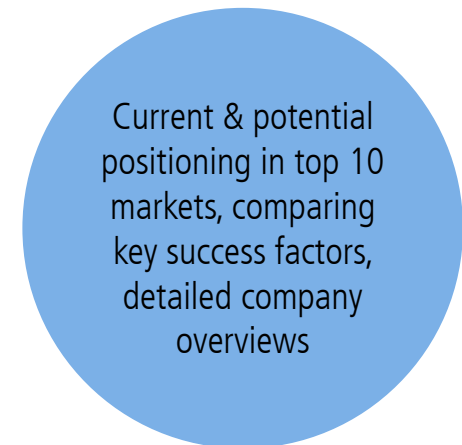 Current & potential
positioning in top 10
markets, comparing
key success factors,
detailed company
overviews